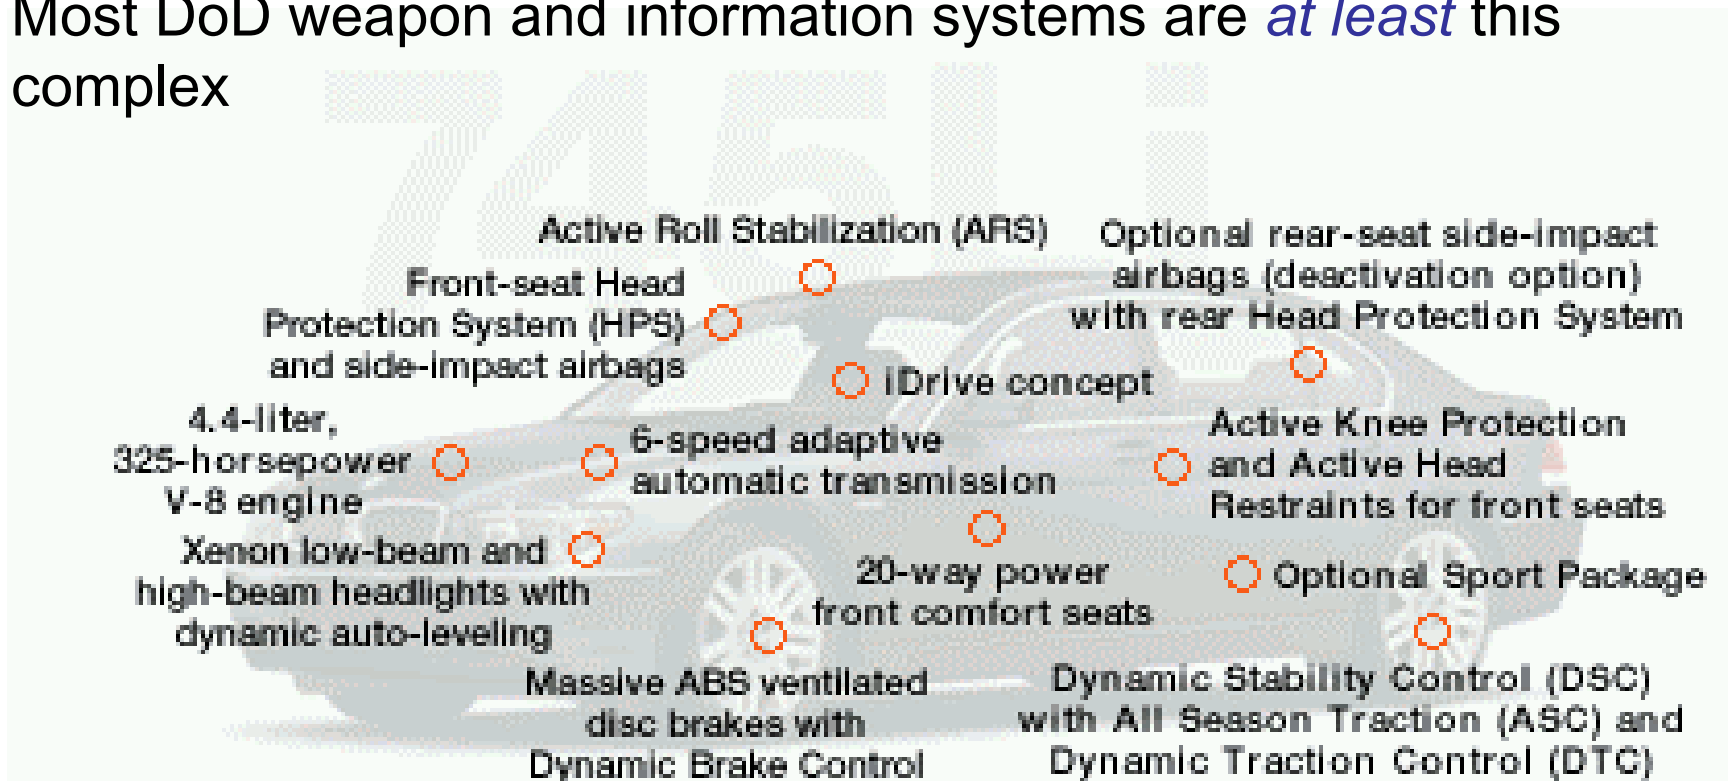 Most DoD weapon and information systems are at least this
complex
745Li
Active Roll Stabilization (ARS)
Optional rear-seat side-impact
airbags (deactivation option)
with rear Head Protection System
Front-seat Head
Protection System (HPS)
and side-impact airbags
iDrive concept
4.4-liter,
325-horsepower
V-8 engine
6-speed adaptive
automatic transmission
Active Knee Protection
and Active Head
Restraints for front seats
Xenon low-beam and
high-beam headlights with
dynamic auto-leveling
20-way power
front comfort seats
Optional Sport Package
Massive ABS ventilated
disc brakes with
Dynamic Brake Control
Dynamic Stability Control (DSC)
with All Season Traction (ASC) and
Dynamic Traction Control (DTC)